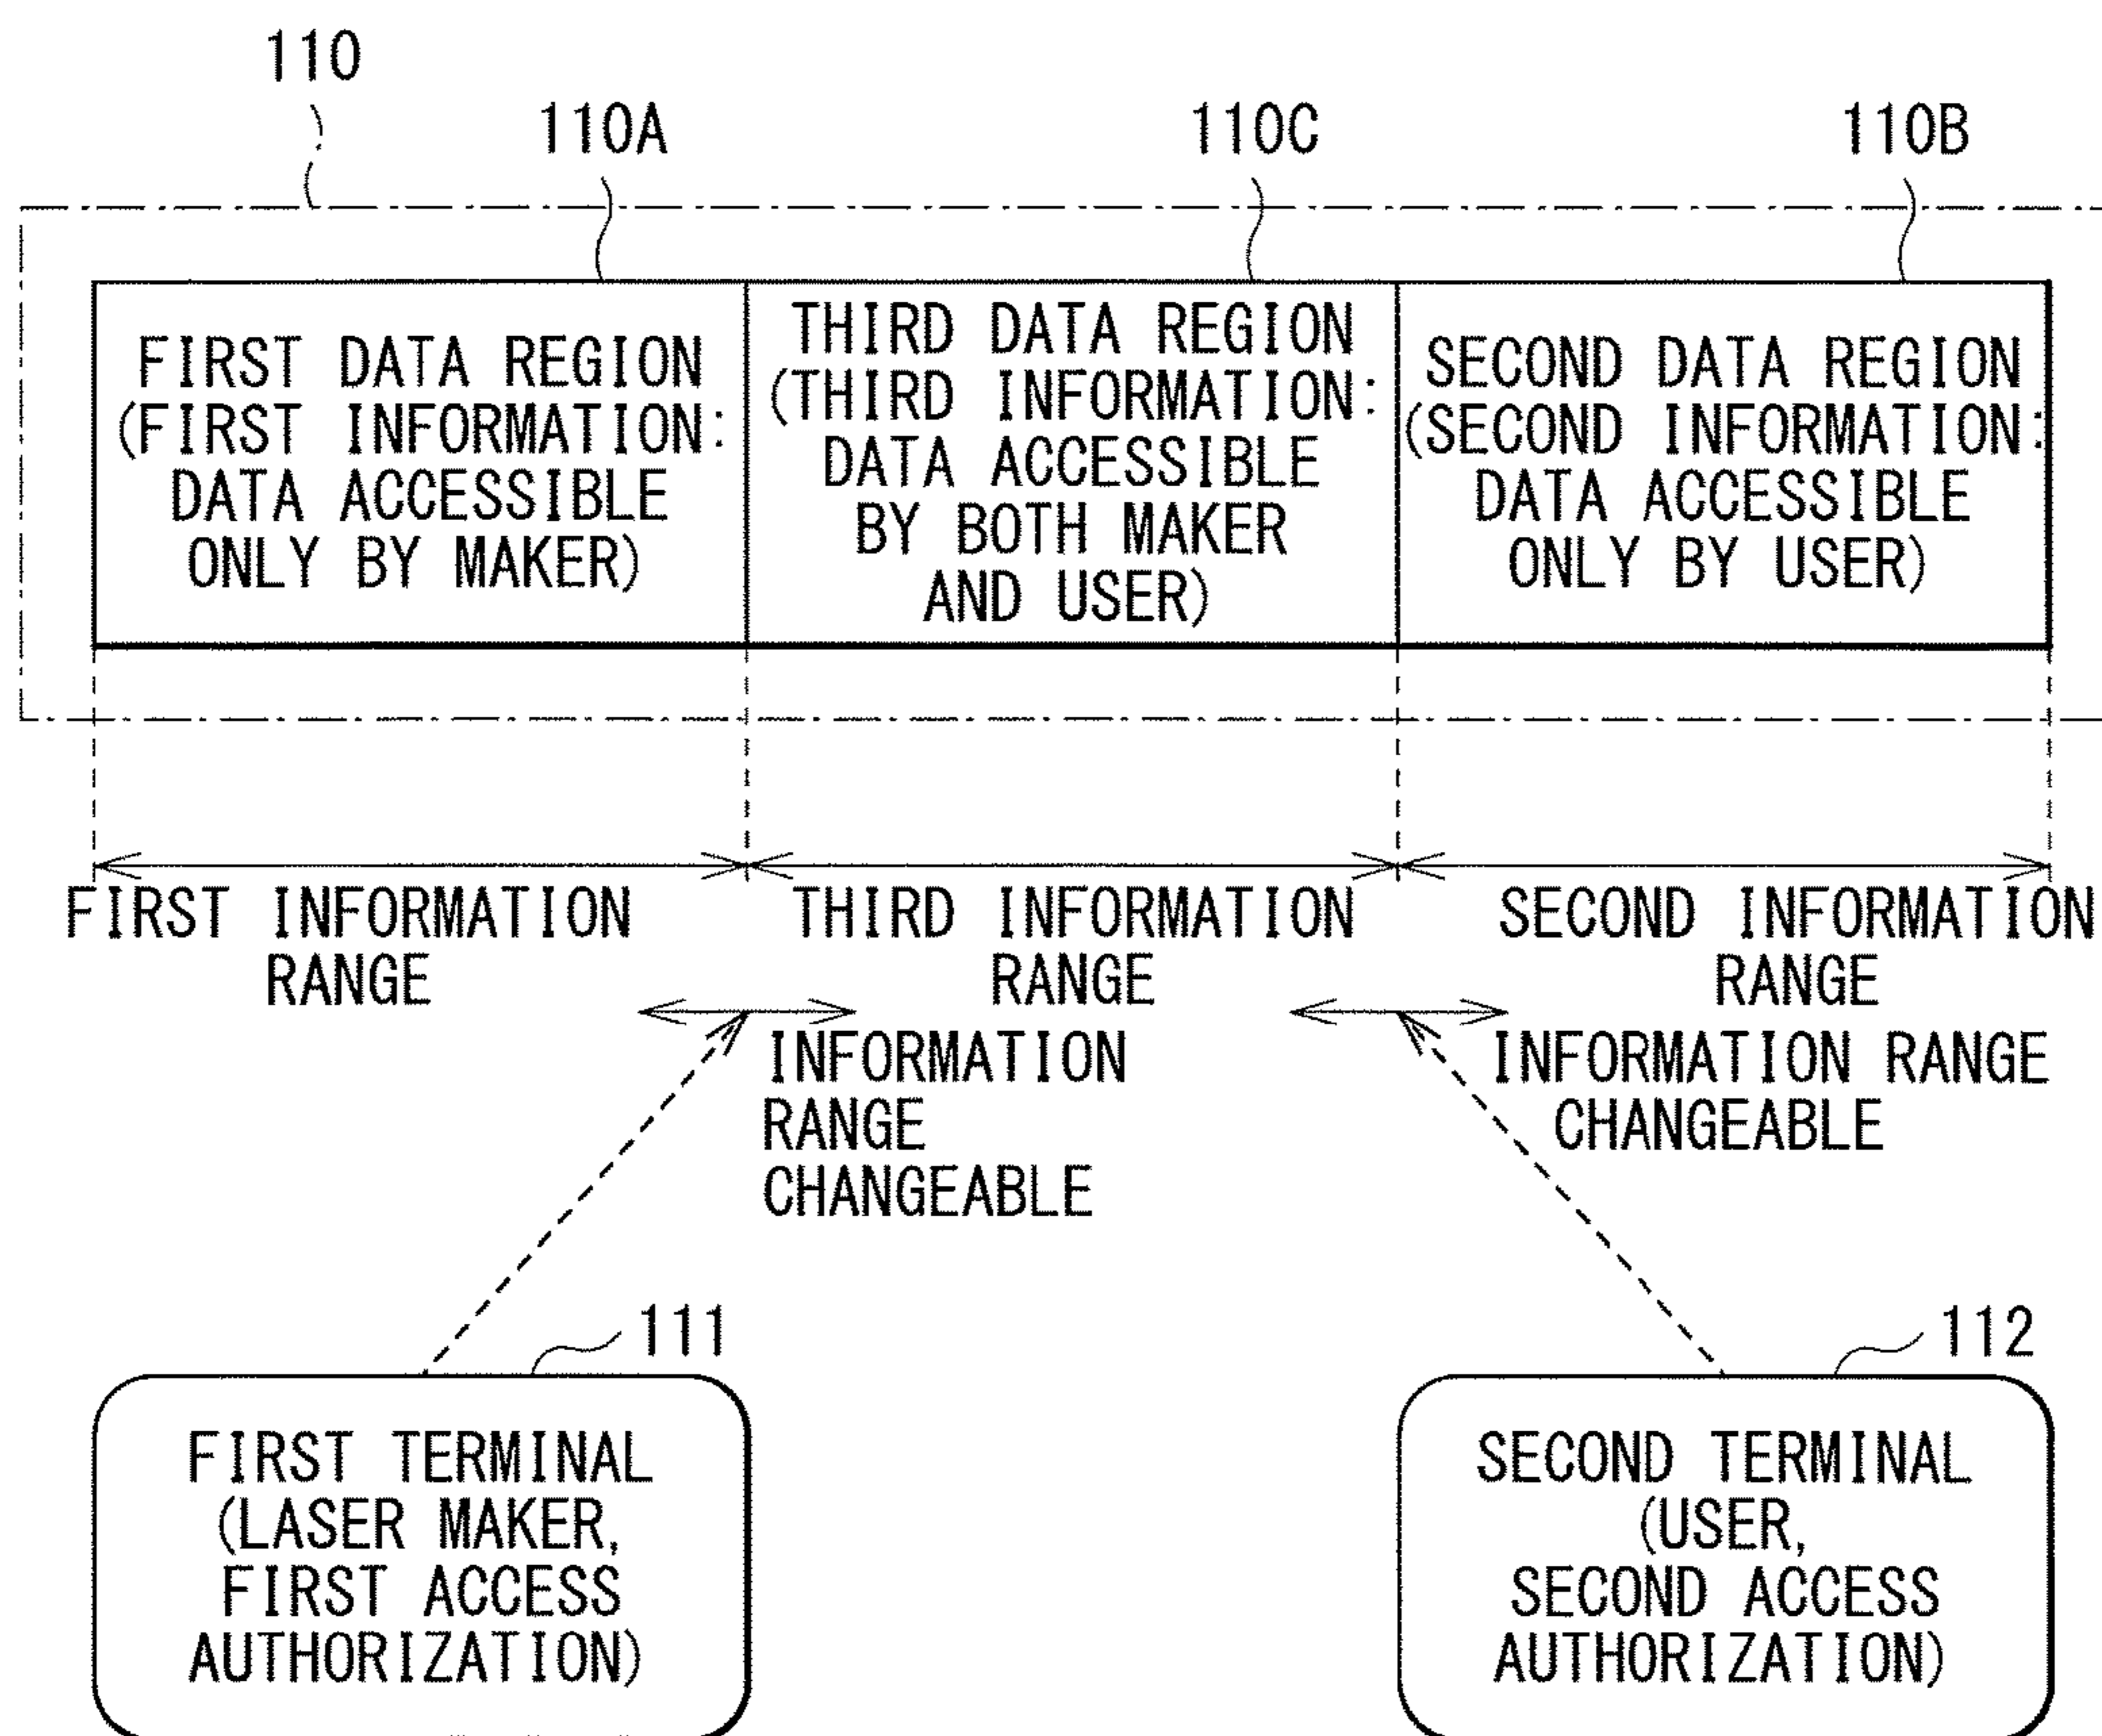 110
110A
110C
110B
FIRST DATA REGION
(FIRST INFORMATION:
DATA ACCESSIBLE
ONLY BY MAKER)
THIRD DATA REGION
(THIRD INFORMATION:
DATA ACCESSIBLE
BY BOTH MAKER
AND USER)
SECOND DATA REGION
(SECOND INFORMATION:
DATA ACCESSIBLE
ONLY BY USER)
FIRST INFORMATION
RANGE
THIRD INFORMATION
RANGE
SECOND INFORMATION
RANGE
INFORMATION
RANGE
CHANGEABLE
INFORMATION RANGE
CHANGEABLE
111
FIRST TERMINAL
(LASER MAKER,
FIRST ACCESS
AUTHORIZATION)
112
SECOND TERMINAL
(USER,
SECOND ACCESS
AUTHORIZATION)